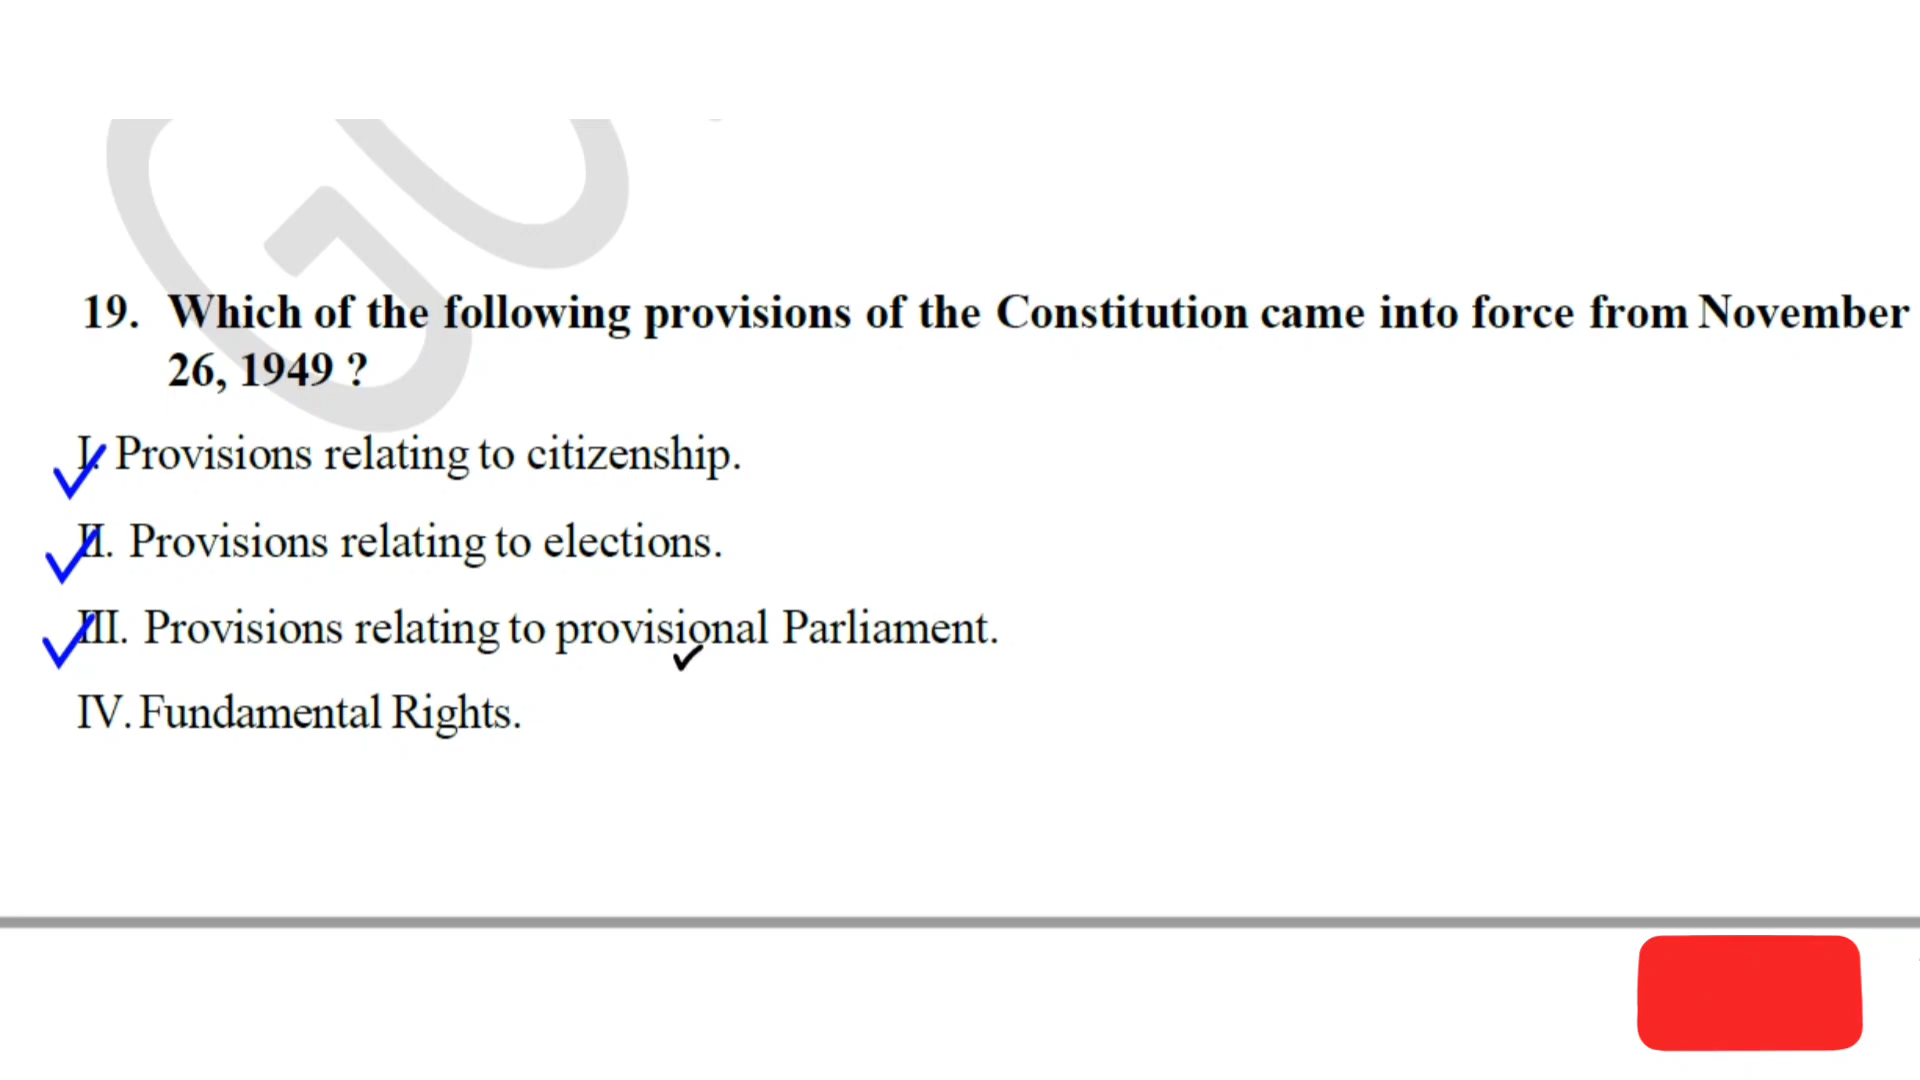 19. Which of the following provisions of the Constitution came into force from November
26, 1949 ?
I. Provisions relating to citizenship.
II. Provisions relating to elections.
III. Provisions relating to provisional Parliament.
IV. Fundamental Rights.